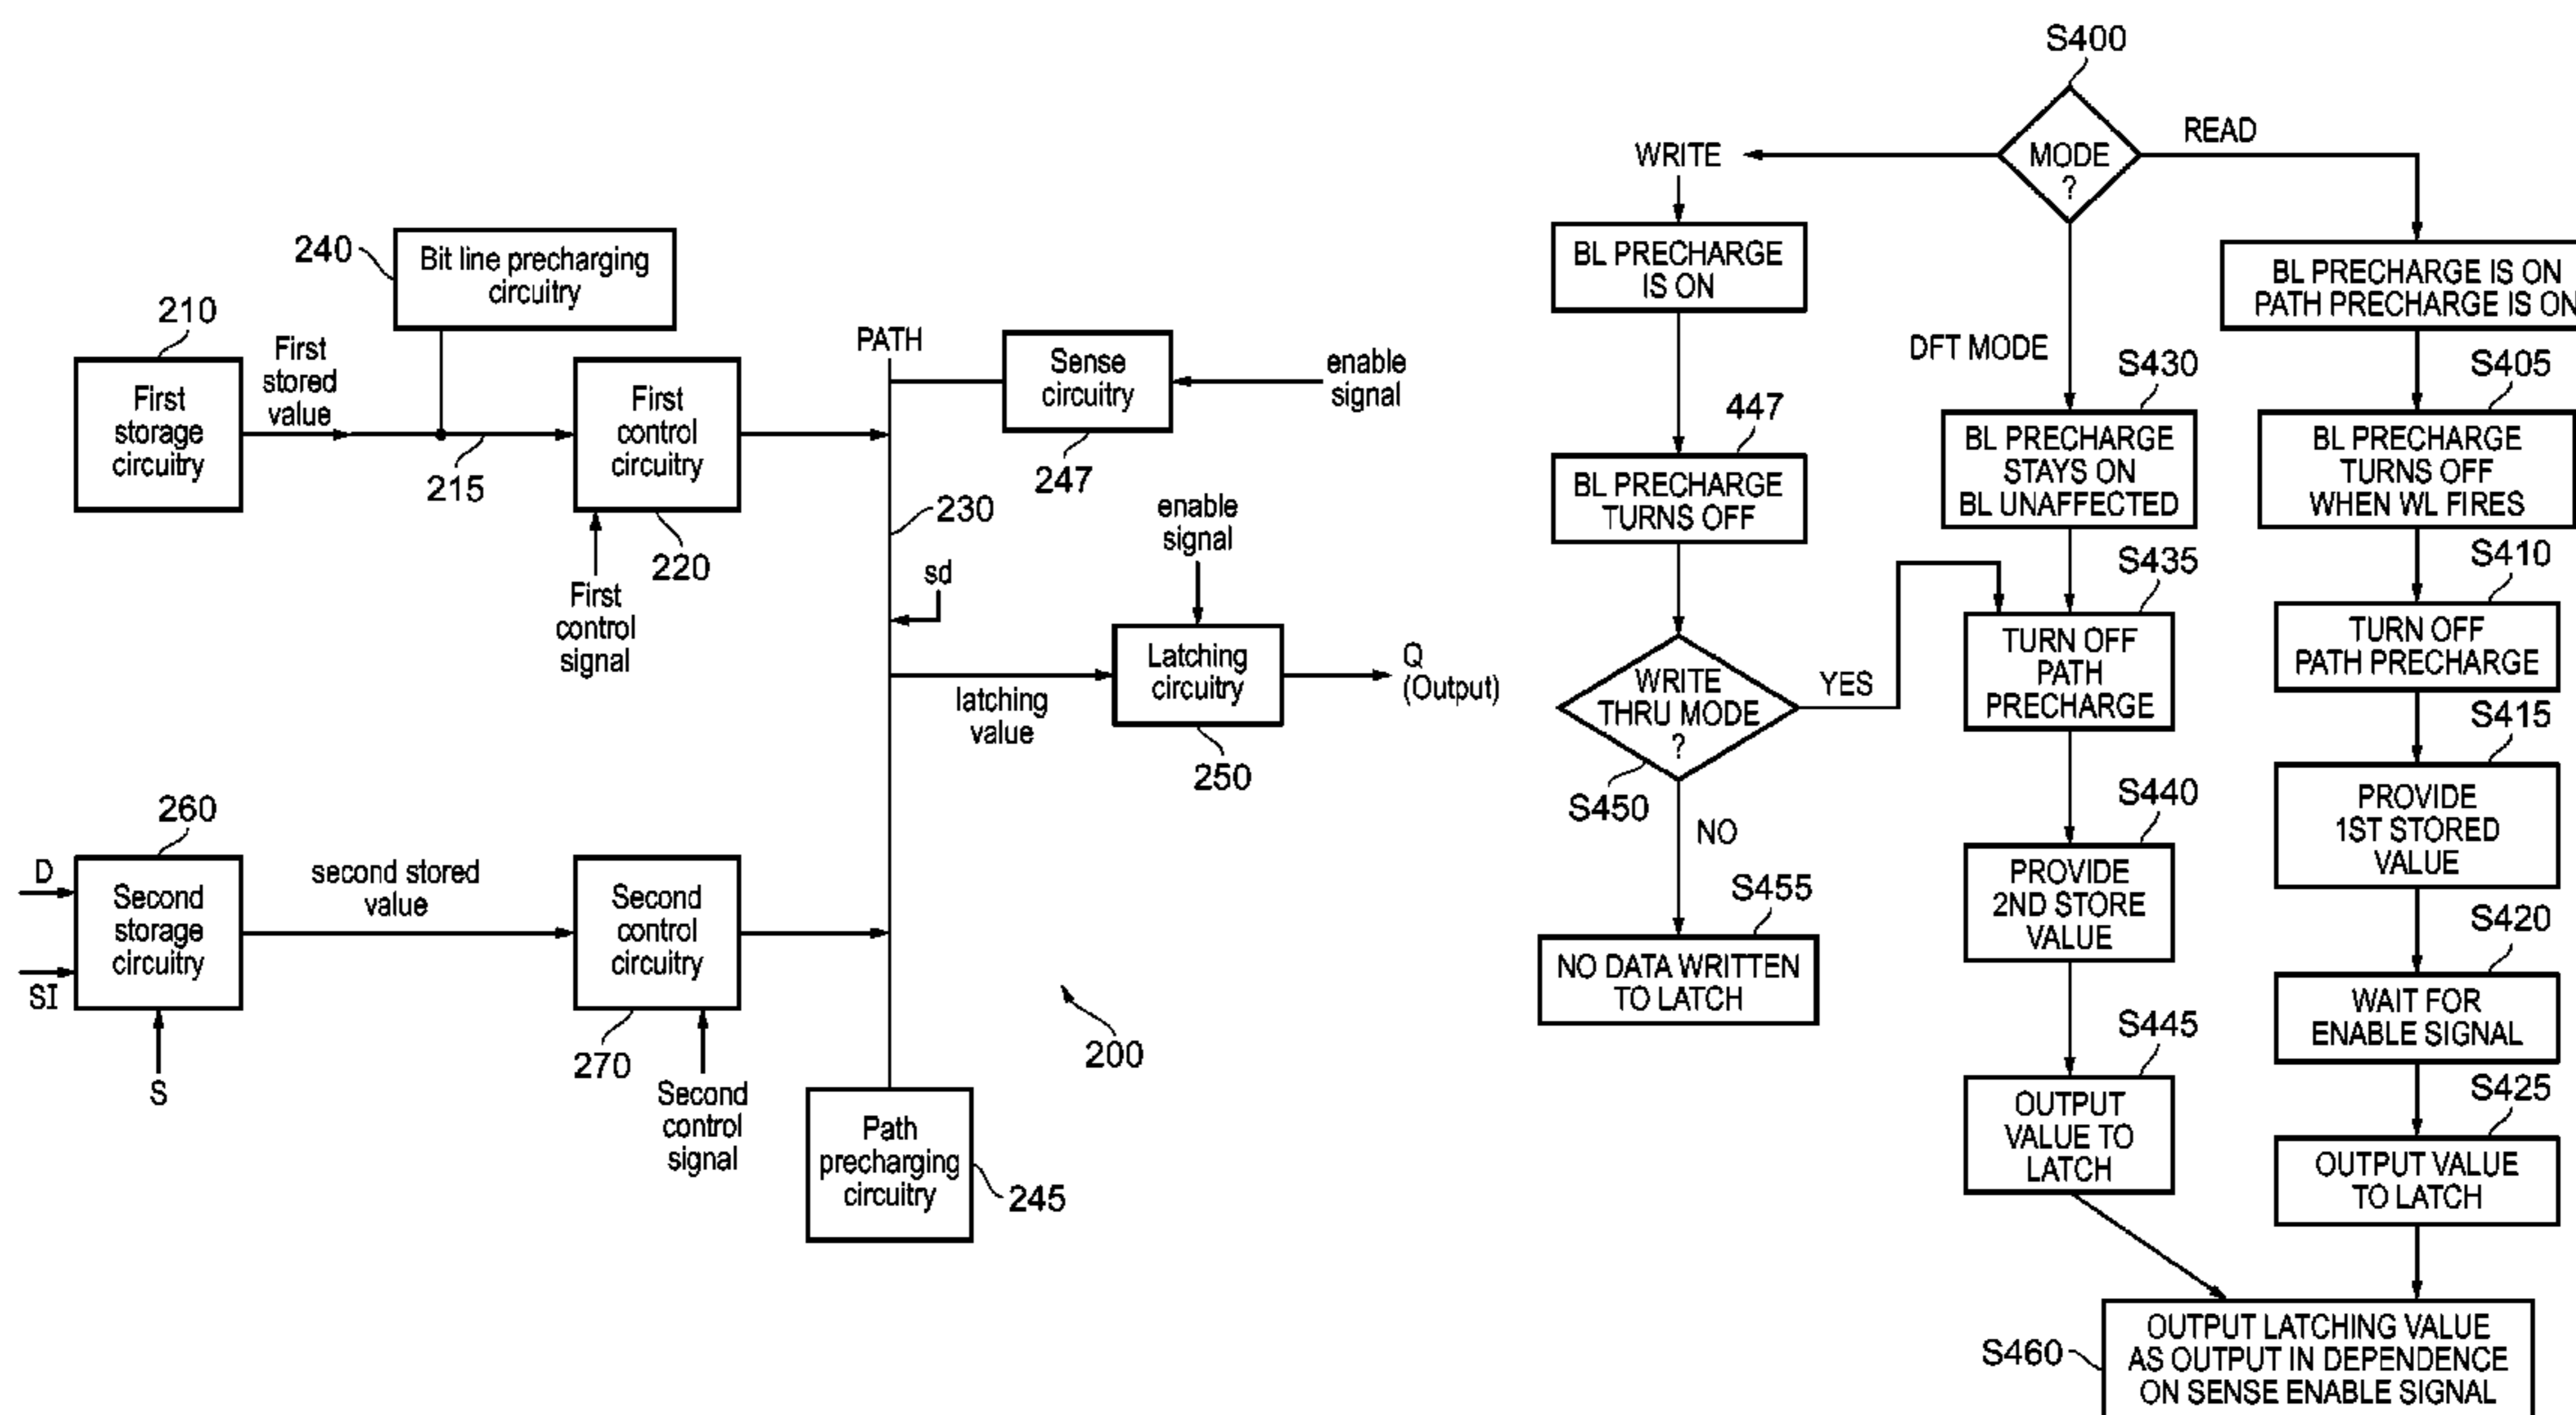 240
Bit line precharging
circuitry
210
First
storage
circuitry
First
stored
value
215
First
control
circuitry
220
First
control
signal
PATH
230
Sense
circuitry
247
enable
signal
sd
enable
signal
latching
value
Latching
circuitry
250
Q
(Output)
260
D
SI
S
Second
storage
circuitry
second stored
value
Second
control
circuitry
270
Second
control
signal
Path
precharging
circuitry
245
200
S400
MODE
?
WRITE
READ
DFT MODE
BL PRECHARGE
IS ON
447
BL PRECHARGE
TURNS OFF
WRITE
THRU MODE
?
S450
YES
NO
S455
NO DATA WRITTEN
TO LATCH
S430
BL PRECHARGE
STAYS ON
BL UNAFFECTED
S435
TURN OFF
PATH
PRECHARGE
S440
PROVIDE
2ND STORE
VALUE
S445
OUTPUT
VALUE TO
LATCH
BL PRECHARGE IS ON
PATH PRECHARGE IS ON
S405
BL PRECHARGE
TURNS OFF
WHEN WL FIRES
S410
TURN OFF
PATH PRECHARGE
S415
PROVIDE
1ST STORED
VALUE
S420
WAIT FOR
ENABLE SIGNAL
S425
OUTPUT VALUE
TO LATCH
S460
OUTPUT LATCHING VALUE
AS OUTPUT IN DEPENDENCE
ON SENSE ENABLE SIGNAL